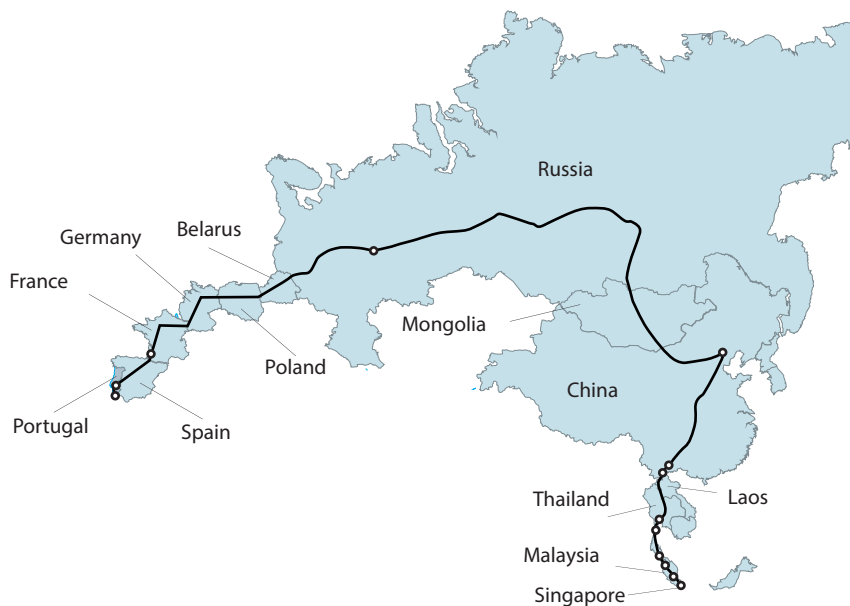 Russia
Belarus
Germany
France
Mongolia
Poland
China
Portugal
Spain
Thailand
Laos
Malaysia
Singapore